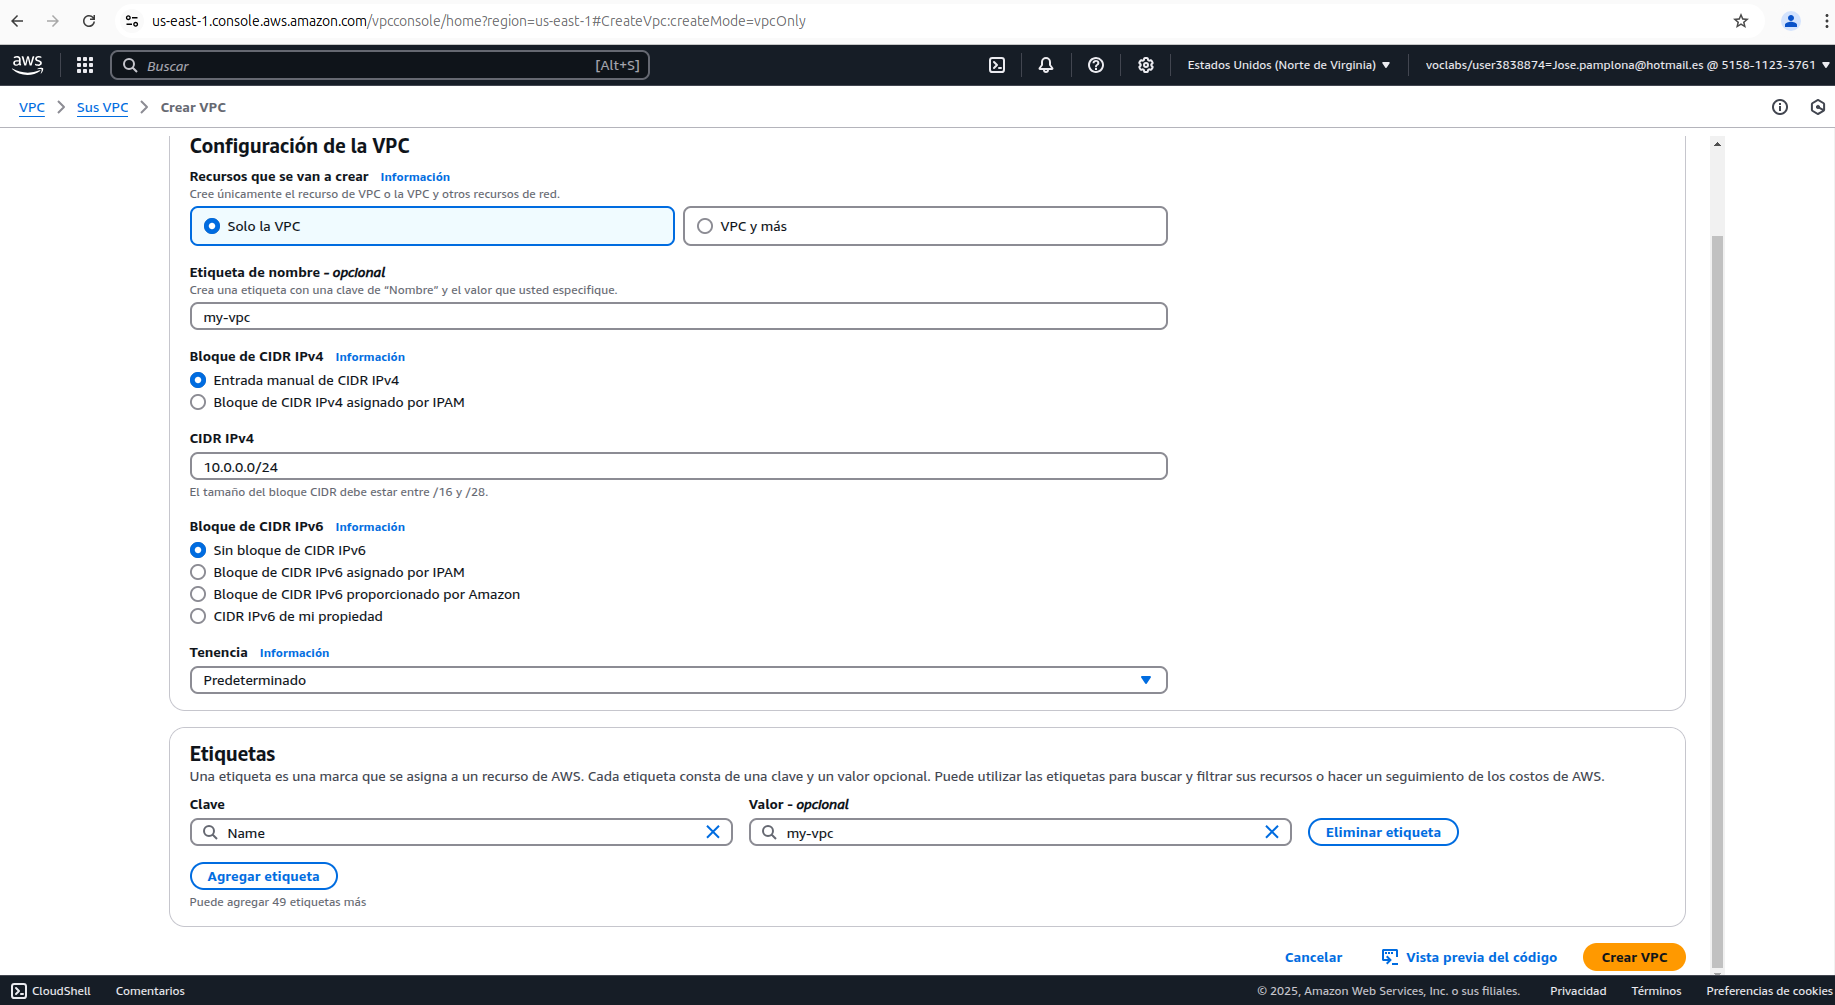 us-east-1.console.aws.amazon.com/vpcconsole/home?region=us-east-1#CreateVpc:createMode=vpcOnly
aws Buscar [Alt+S] Estados Unidos (Norte de Virginia) voclabs/user3838874=Jose.pamplona@hotmail.es @ 5158-1123-3761
VPC Sus VPC Crear VPC
Configuración de la VPC
Recursos que se van a crear Información
Cree únicamente el recurso de VPC o la VPC y otros recursos de red.
Solo la VPC VPC y más
Etiqueta de nombre - opcional
Crea una etiqueta con una clave de “Nombre” y el valor que usted especifique.
my-vpc
Bloque de CIDR IPv4 Información
Entrada manual de CIDR IPv4
Bloque de CIDR IPv4 asignado por IPAM
CIDR IPv4
10.0.0.0/24
El tamaño del bloque CIDR debe estar entre /16 y /28.
Bloque de CIDR IPv6 Información
Sin bloque de CIDR IPv6
Bloque de CIDR IPv6 asignado por IPAM
Bloque de CIDR IPv6 proporcionado por Amazon
CIDR IPv6 de mi propiedad
Tenencia Información
Predeterminado
Etiquetas
Una etiqueta es una marca que se asigna a un recurso de AWS. Cada etiqueta consta de una clave y un valor opcional. Puede utilizar las etiquetas para buscar y filtrar sus recursos o hacer un seguimiento de los costos de AWS.
Clave Valor - opcional
Name my-vpc Eliminar etiqueta
Agregar etiqueta
Puede agregar 49 etiquetas más
Cancelar Vista previa del código Crear VPC
CloudShell Comentarios © 2025, Amazon Web Services, Inc. o sus filiales. Privacidad Términos Preferencias de cookies